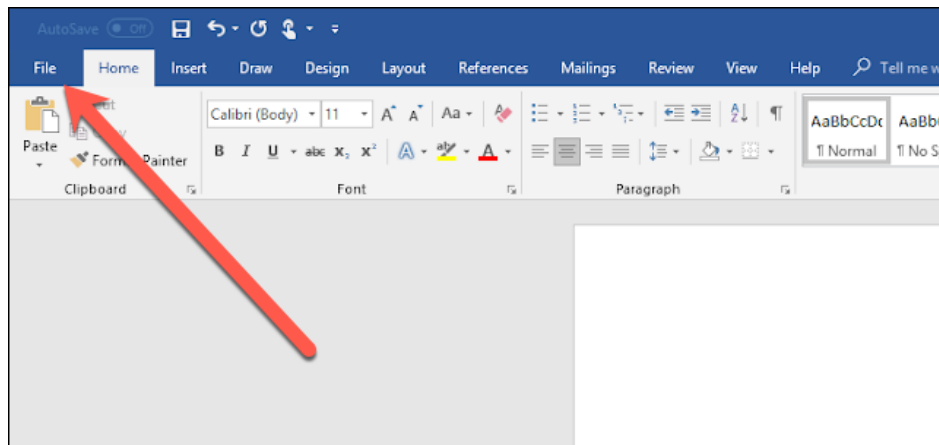 AutoSave Off
File Home Insert Draw Design Layout References Mailings Review View Help Tell me w
Calibri (Body) 11 A A Aa AaBbCcDc AaBb
Paste Painter B I U abc X₂ X² A aby A ¶ Normal ¶ No S
Clipboard Font Paragraph